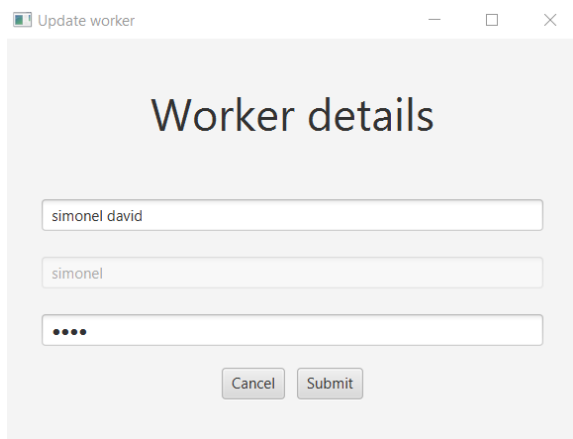 Update worker
Worker details
simonel david
simonel
••••
Cancel Submit